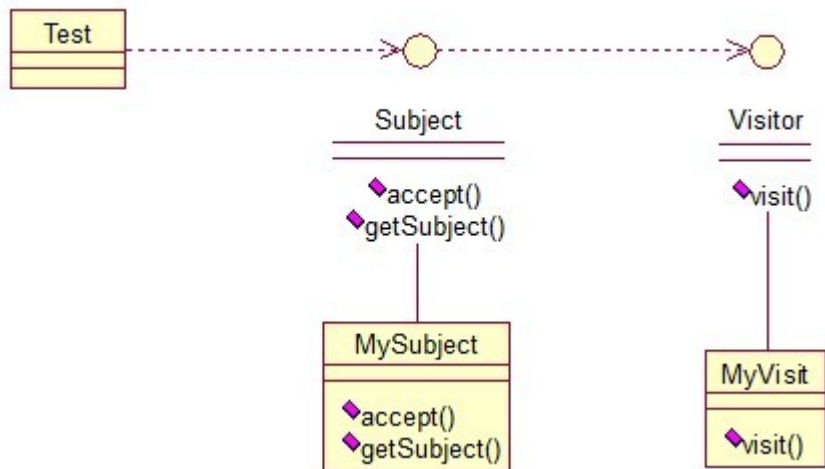 Test
Subject
accept()
getSubject()
Visitor
visit()
MySubject
accept()
getSubject()
MyVisit
visit()